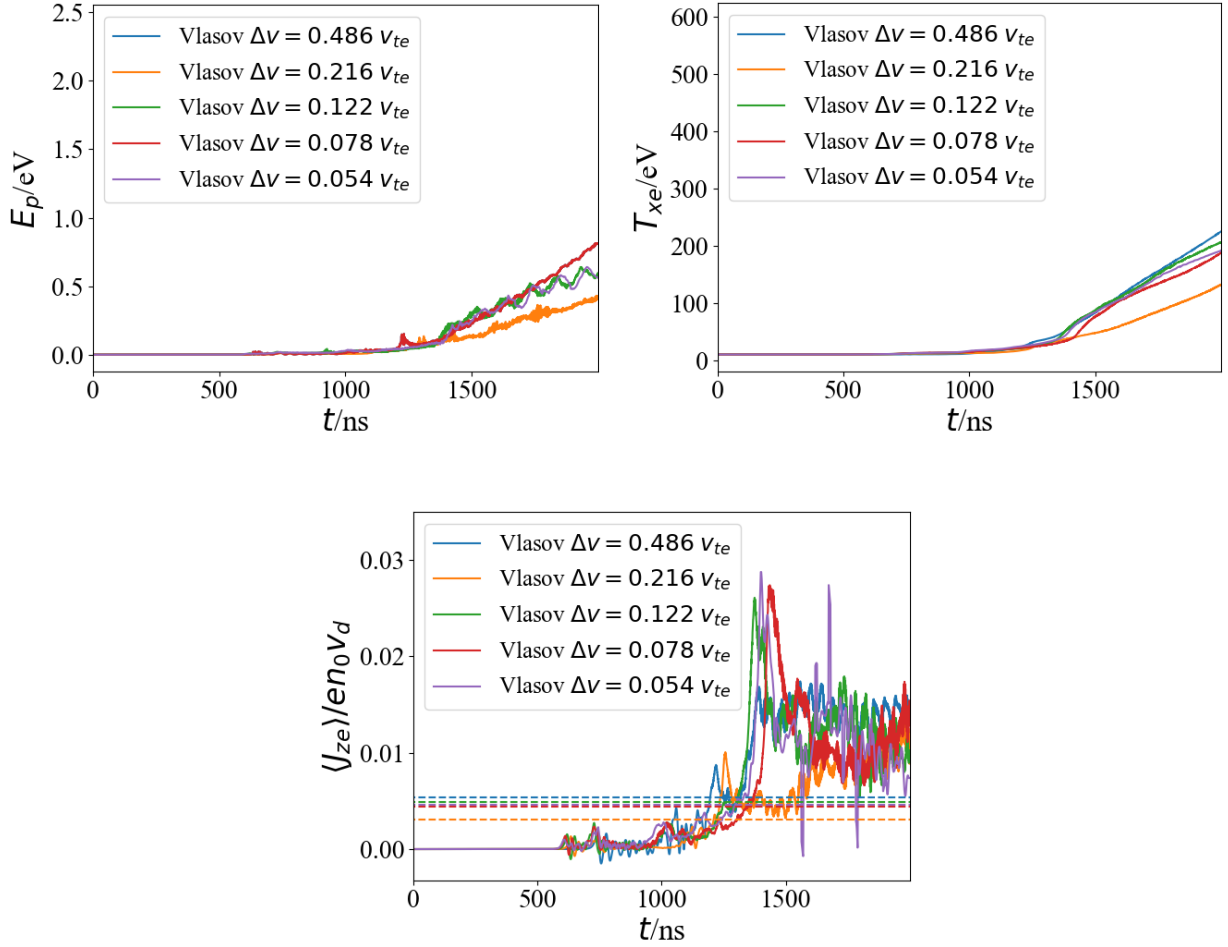 2.5
2.0
1.5
1.0
0.5
0.0
E_p/eV
Vlasov Δv = 0.486 v_te
Vlasov Δv = 0.216 v_te
Vlasov Δv = 0.122 v_te
Vlasov Δv = 0.078 v_te
Vlasov Δv = 0.054 v_te
0 500 1000 1500
t/ns
600
500
400
300
200
100
0
T_xe/eV
Vlasov Δv = 0.486 v_te
Vlasov Δv = 0.216 v_te
Vlasov Δv = 0.122 v_te
Vlasov Δv = 0.078 v_te
Vlasov Δv = 0.054 v_te
0 500 1000 1500
t/ns
0.03
0.02
0.01
0.00
⟨J_ze⟩/en_0v_d
Vlasov Δv = 0.486 v_te
Vlasov Δv = 0.216 v_te
Vlasov Δv = 0.122 v_te
Vlasov Δv = 0.078 v_te
Vlasov Δv = 0.054 v_te
0 500 1000 1500
t/ns